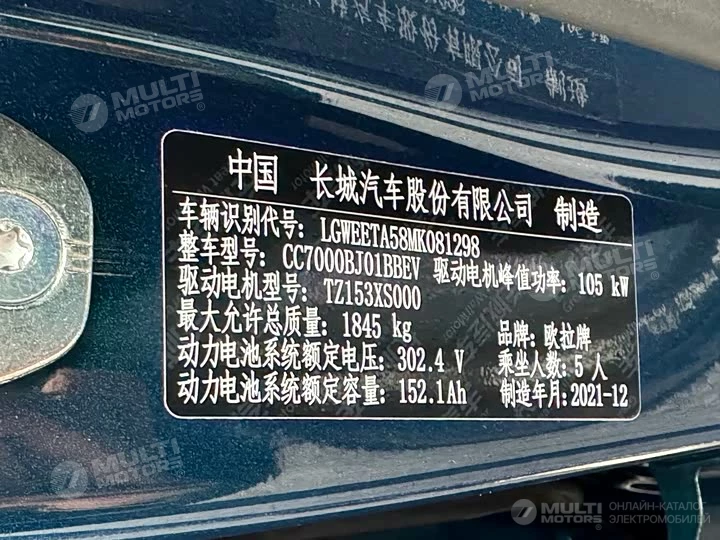 MULTI
MOTORS®
MULTI
MOTORS®
中国 长城汽车股份有限公司 制造
车辆识别代号: LGWEETA58MK081298
整车型号: CC7000BJ01BBEV 驱动电机峰值功率: 105 kW
驱动电机型号: TZ153XS000
最大允许总质量: 1845 kg 品牌: 欧拉牌
动力电池系统额定电压: 302.4 V 乘坐人数: 5 人
动力电池系统额定容量: 152.1Ah 制造年月: 2021-12
MULTI
MOTORS®
MULTI
MOTORS®
ОНЛАЙН-КАТАЛОГ
ЭЛЕКТРОМОБИЛЕЙ